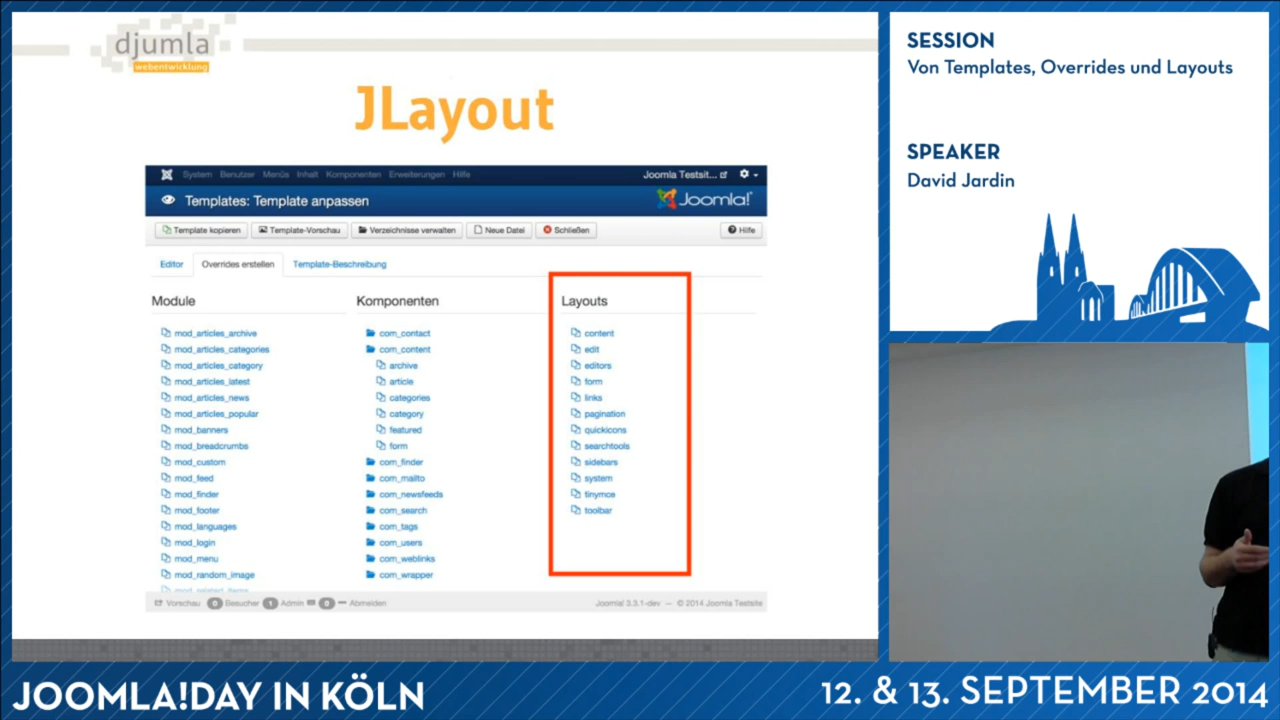 djumla
webentwicklung
JLayout
System Benutzer Menüs Inhalt Komponenten Erweiterungen Hilfe
Joomla Testsit...
Templates: Template anpassen
Joomla!
Template kopieren Template-Vorschau Verzeichnisse verwalten Neue Datei Schließen Hilfe
Editor Overrides erstellen Template-Beschreibung
Module
mod_articles_archive
mod_articles_categories
mod_articles_category
mod_articles_latest
mod_articles_news
mod_articles_popular
mod_banners
mod_breadcrumbs
mod_custom
mod_feed
mod_finder
mod_footer
mod_languages
mod_login
mod_menu
mod_random_image
mod_related_items
Komponenten
com_contact
com_content
archive
article
categories
category
featured
form
com_finder
com_mailto
com_newsfeeds
com_search
com_tags
com_users
com_weblinks
com_wrapper
Layouts
content
edit
editors
form
links
pagination
quickicons
searchtools
sidebars
system
tinymce
toolbar
Vorschau 0 Besucher 1 Admin 0 Abmelden
Joomla! 3.3.1-dev — © 2014 Joomla Testsite
SESSION
Von Templates, Overrides und Layouts
SPEAKER
David Jardin
JOOMLA!DAY IN KÖLN
12. & 13. SEPTEMBER 2014